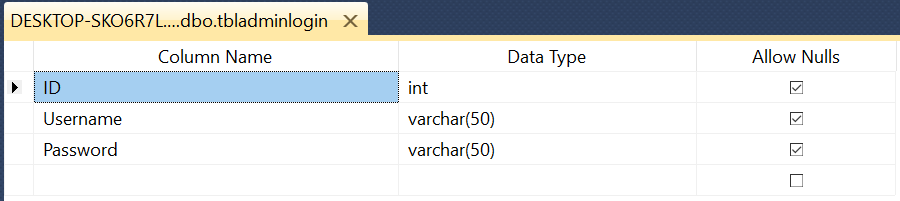 DESKTOP-SKO6R7L....dbo.tbladminlogin
Column Name Data Type Allow Nulls
ID int
Username varchar(50)
Password varchar(50)